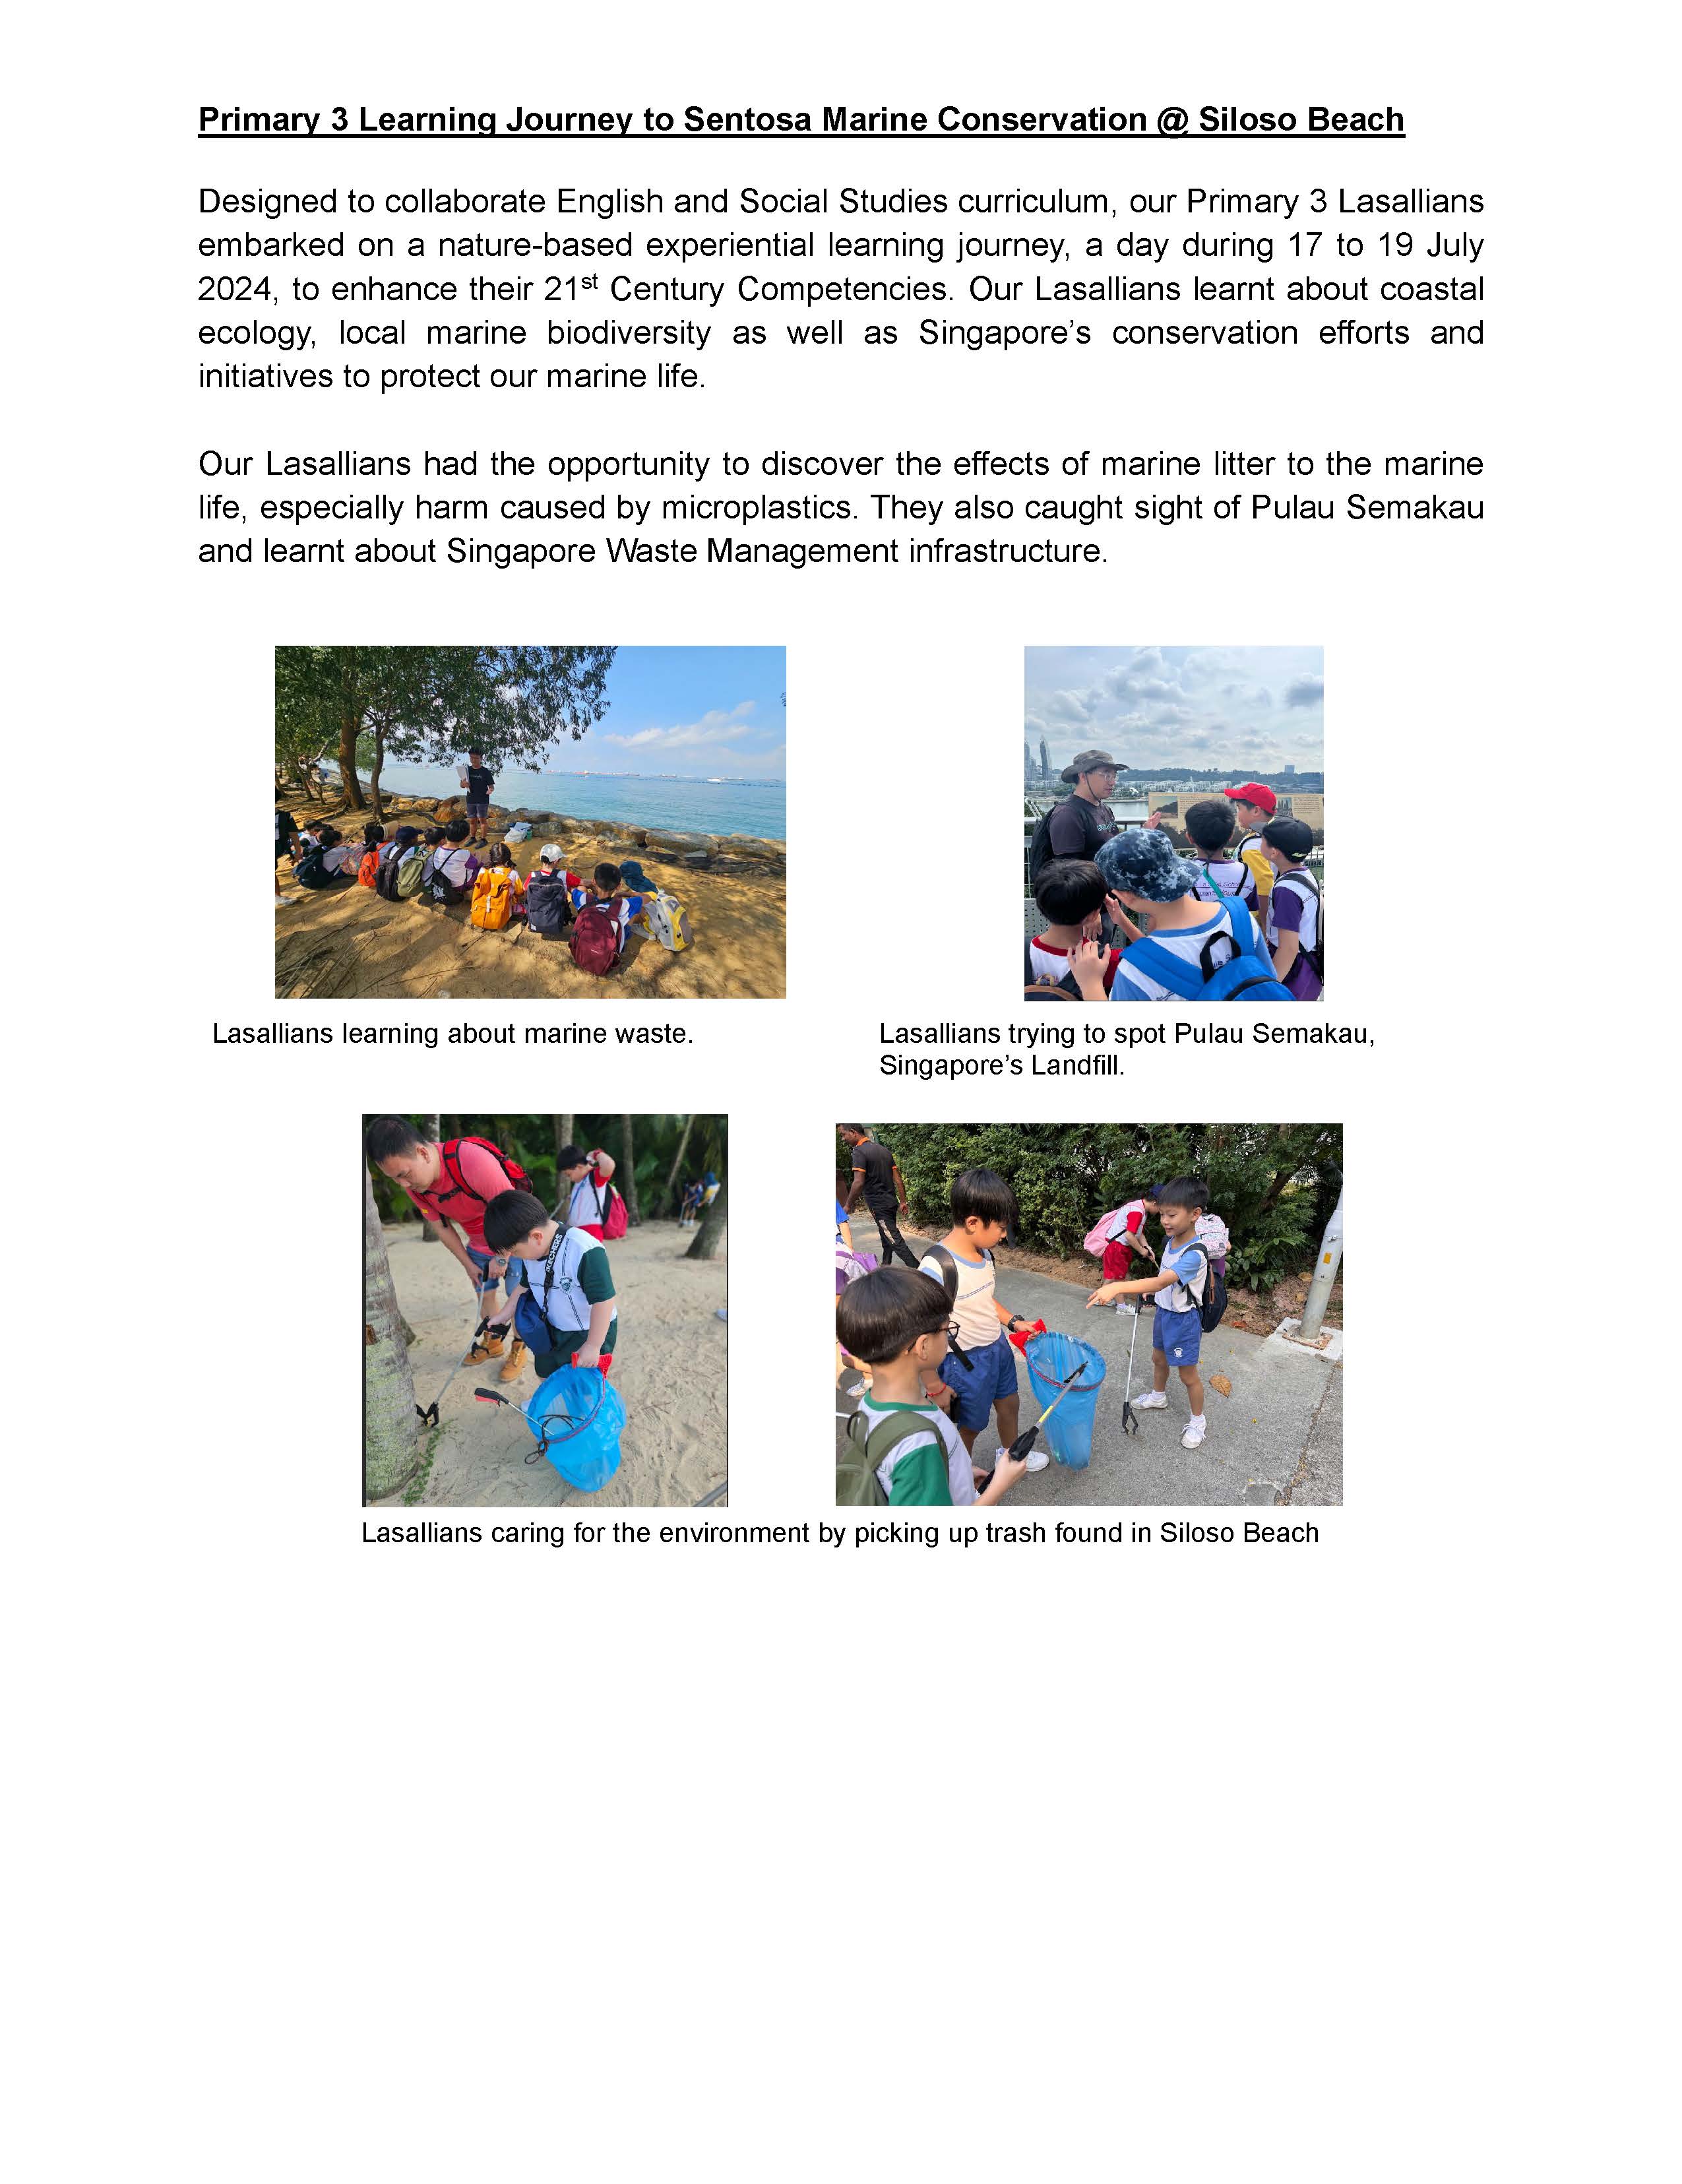 Primary 3 Learning Journey to Sentosa Marine Conservation @ Siloso Beach
Designed to collaborate English and Social Studies curriculum, our Primary 3 Lasallians
embarked on a nature-based experiential learning journey, a day during 17 to 19 July
2024, to enhance their 21st Century Competencies. Our Lasallians learnt about coastal
ecology, local marine biodiversity as well as Singapore’s conservation efforts and
initiatives to protect our marine life.
Our Lasallians had the opportunity to discover the effects of marine litter to the marine
life, especially harm caused by microplastics. They also caught sight of Pulau Semakau
and learnt about Singapore Waste Management infrastructure.
Lasallians learning about marine waste.
Lasallians trying to spot Pulau Semakau,
Singapore’s Landfill.
SKECHERS
Lasallians caring for the environment by picking up trash found in Siloso Beach